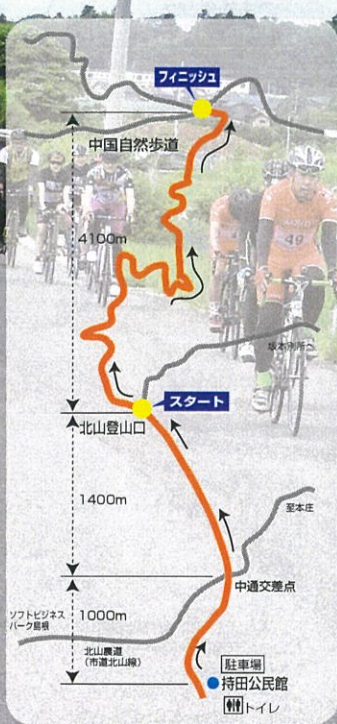 フィニッシュ
中国自然歩道
4100m
49
坂本別所へ
スタート
北山登山口
1400m
至本庄
中通交差点
ソフトビジネス
パーク島根
1000m
北山農道
(市道北山線)
駐車場
持田公民館
トイレ